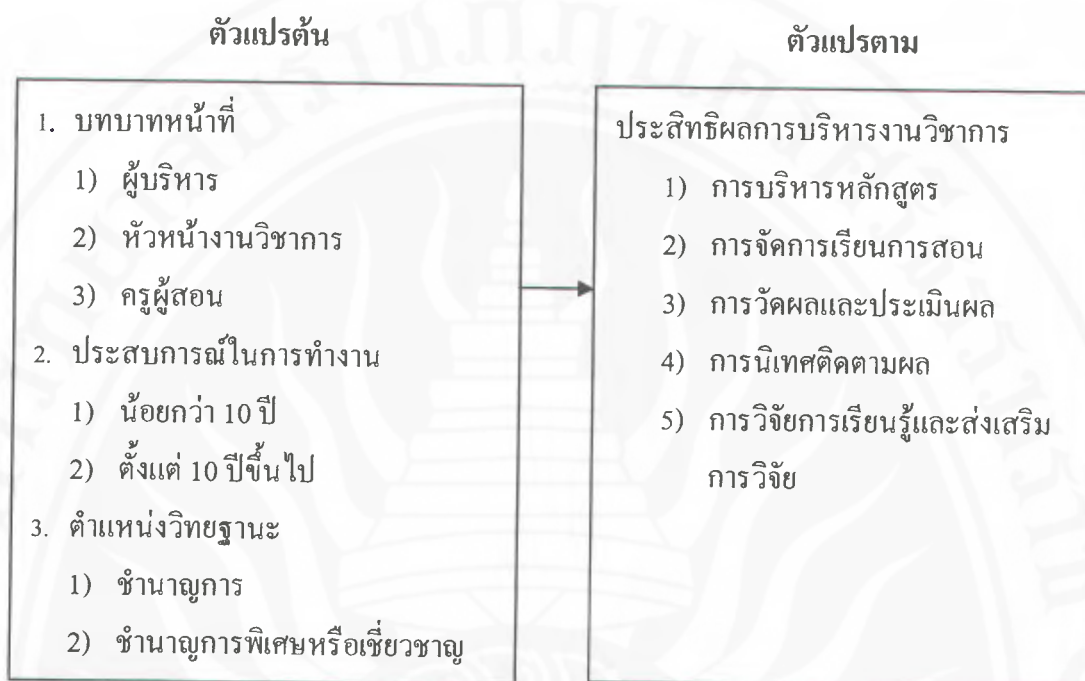 ตัวแปรต้น
1. บทบาทหน้าที่
1) ผู้บริหาร
2) หัวหน้างานวิชาการ
3) ครูผู้สอน
2. ประสบการณ์ในการทำงาน
1) น้อยกว่า 10 ปี
2) ตั้งแต่ 10 ปีขึ้นไป
3. ตำแหน่งวิทยฐานะ
1) ชำนาญการ
2) ชำนาญการพิเศษหรือเชี่ยวชาญ
ตัวแปรตาม
ประสิทธิผลการบริหารงานวิชาการ
1) การบริหารหลักสูตร
2) การจัดการเรียนการสอน
3) การวัดผลและประเมินผล
4) การนิเทศติดตามผล
5) การวิจัยการเรียนรู้และส่งเสริม
การวิจัย